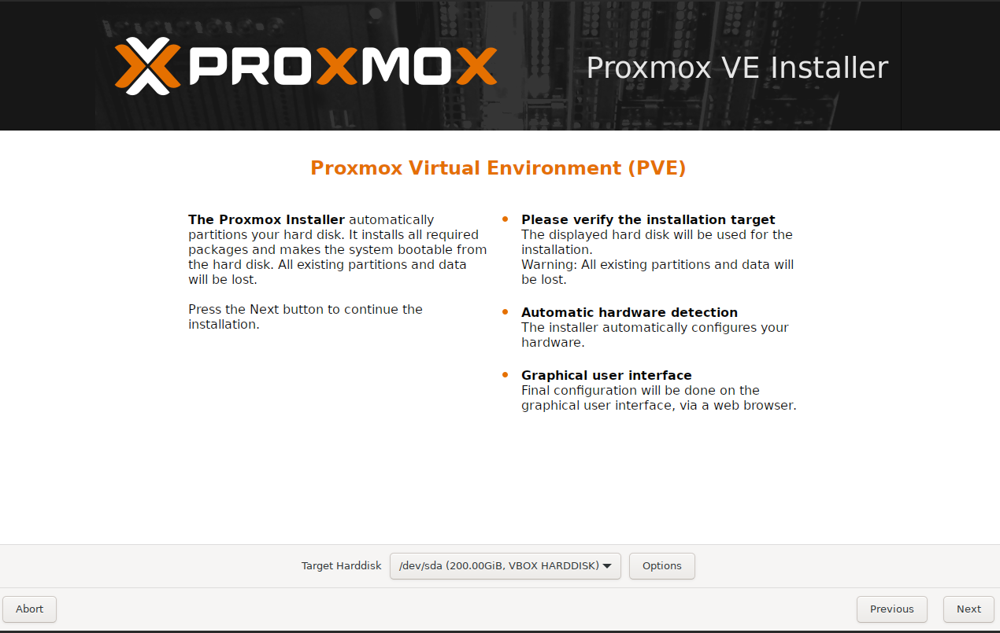 PROXMOX
Proxmox VE Installer
Proxmox Virtual Environment (PVE)
The Proxmox Installer automatically
partitions your hard disk. It installs all required
packages and makes the system bootable from
the hard disk. All existing partitions and data
will be lost.
Press the Next button to continue the
installation.
Please verify the installation target
The displayed hard disk will be used for the
installation.
Warning: All existing partitions and data will
be lost.
Automatic hardware detection
The installer automatically configures your
hardware.
Graphical user interface
Final configuration will be done on the
graphical user interface, via a web browser.
Target Harddisk
/dev/sda (200.00GiB, VBOX HARDDISK)
Options
Abort
Previous
Next